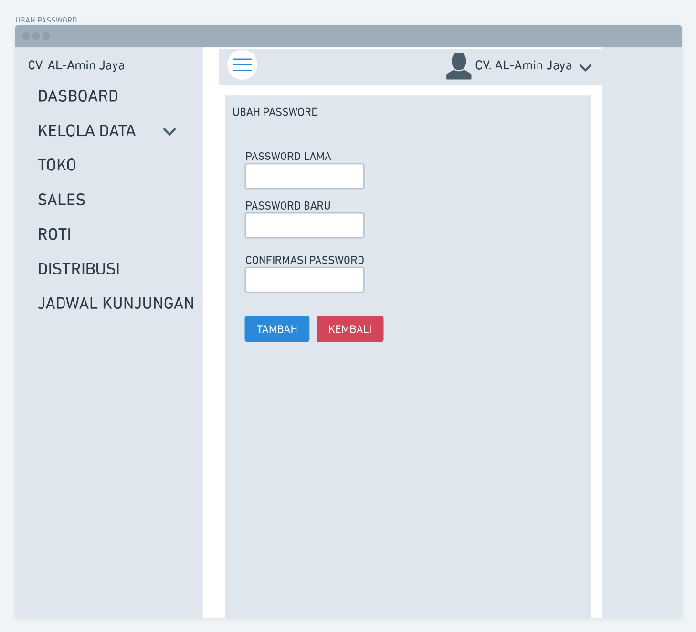 UBAH PASSWORD
CV. AL-Amin Jaya
CV. AL-Amin Jaya
DASBOARD
KELOLA DATA
TOKO
SALES
ROTI
DISTRIBUSI
JADWAL KUNJUNGAN
UBAH PASSWORD
PASSWORD LAMA
PASSWORD BARU
CONFIRMASI PASSWORD
TAMBAH
KEMBALI